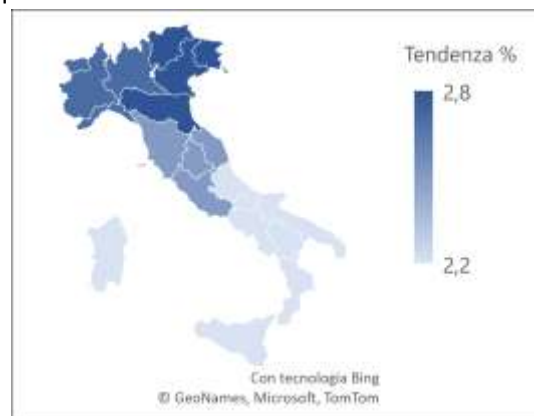 Tendenza %
2,8
2,2
Con tecnologia Bing
© GeoNames, Microsoft, TomTom